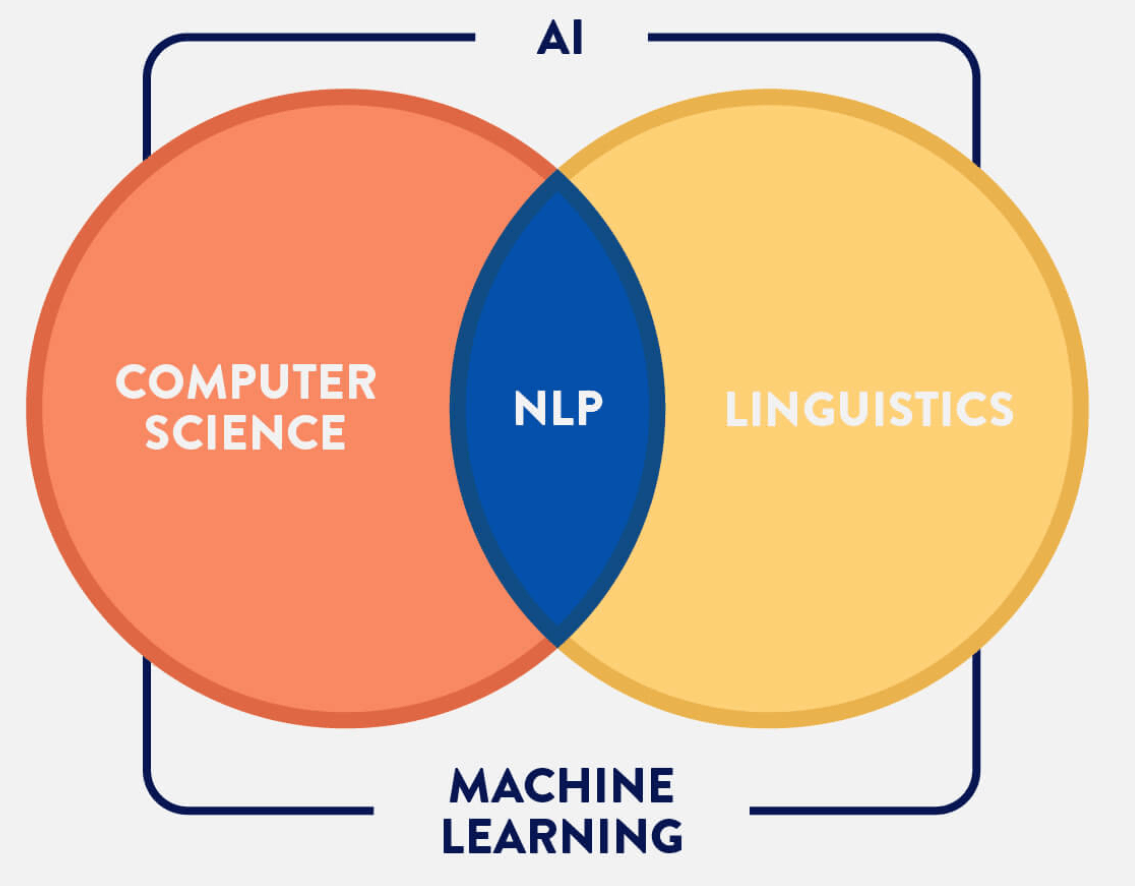 AI
COMPUTER
SCIENCE
NLP
LINGUISTICS
MACHINE
LEARNING